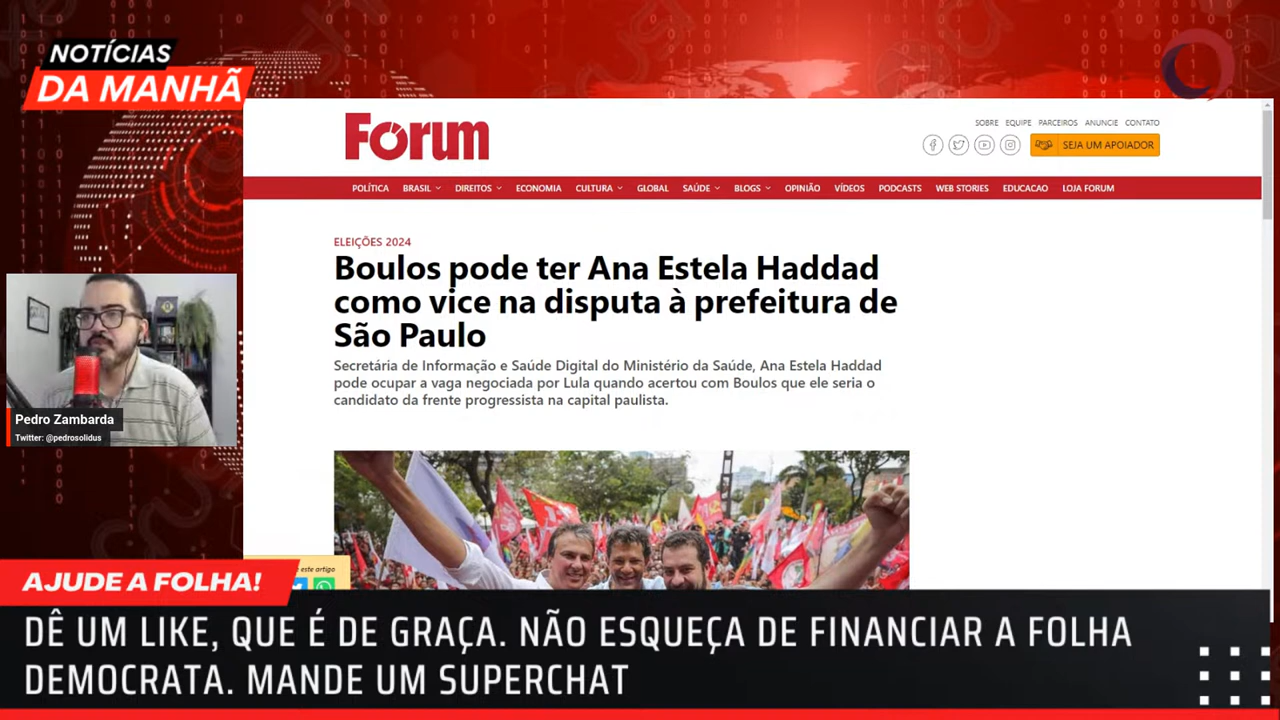 NOTÍCIAS
DA MANHÃ
Forum
SOBRE EQUIPE PARCEIROS ANUNCIE CONTATO
SEJA UM APOIADOR
POLÍTICA BRASIL DIREITOS ECONOMIA CULTURA GLOBAL SAÚDE BLOGS OPINIÃO VÍDEOS PODCASTS WEB STORIES EDUCACAO LOJA FORUM
ELEIÇÕES 2024
Boulos pode ter Ana Estela Haddad
como vice na disputa à prefeitura de
São Paulo
Secretária de Informação e Saúde Digital do Ministério da Saúde, Ana Estela Haddad
pode ocupar a vaga negociada por Lula quando acertou com Boulos que ele seria o
candidato da frente progressista na capital paulista.
Pedro Zambarda
Twitter: @pedrosolidus
este artigo
AJUDE A FOLHA!
DÊ UM LIKE, QUE É DE GRAÇA. NÃO ESQUEÇA DE FINANCIAR A FOLHA
DEMOCRATA. MANDE UM SUPERCHAT